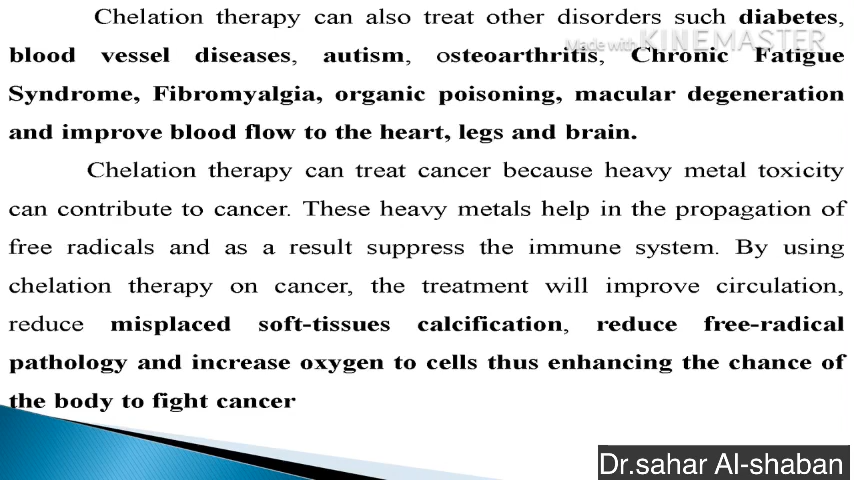 Chelation therapy can also treat other disorders such diabetes,
blood vessel diseases, autism, osteoarthritis, Chronic Fatigue
Made with KINEMASTER
Syndrome, Fibromyalgia, organic poisoning, macular degeneration
and improve blood flow to the heart, legs and brain.
Chelation therapy can treat cancer because heavy metal toxicity
can contribute to cancer. These heavy metals help in the propagation of
free radicals and as a result suppress the immune system. By using
chelation therapy on cancer, the treatment will improve circulation,
reduce misplaced soft-tissues calcification, reduce free-radical
pathology and increase oxygen to cells thus enhancing the chance of
the body to fight cancer
Dr.sahar Al-shaban